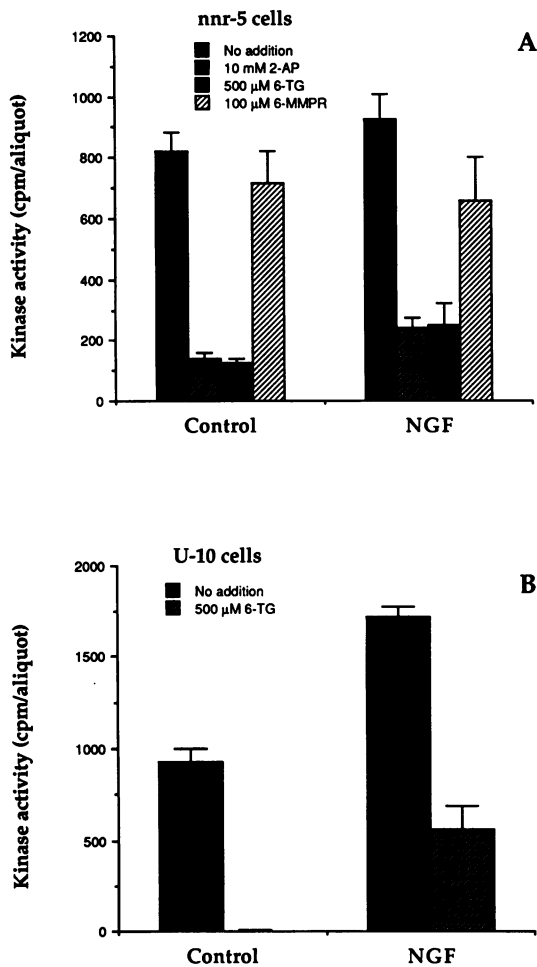 nnr-5 cells
A
No addition
10 mM 2-AP
500 µM 6-TG
100 µM 6-MMPR
Kinase activity (cpm/aliquot)
1200
1000
800
600
400
200
0
Control
NGF
U-10 cells
B
No addition
500 µM 6-TG
Kinase activity (cpm/aliquot)
2000
1500
1000
500
0
Control
NGF